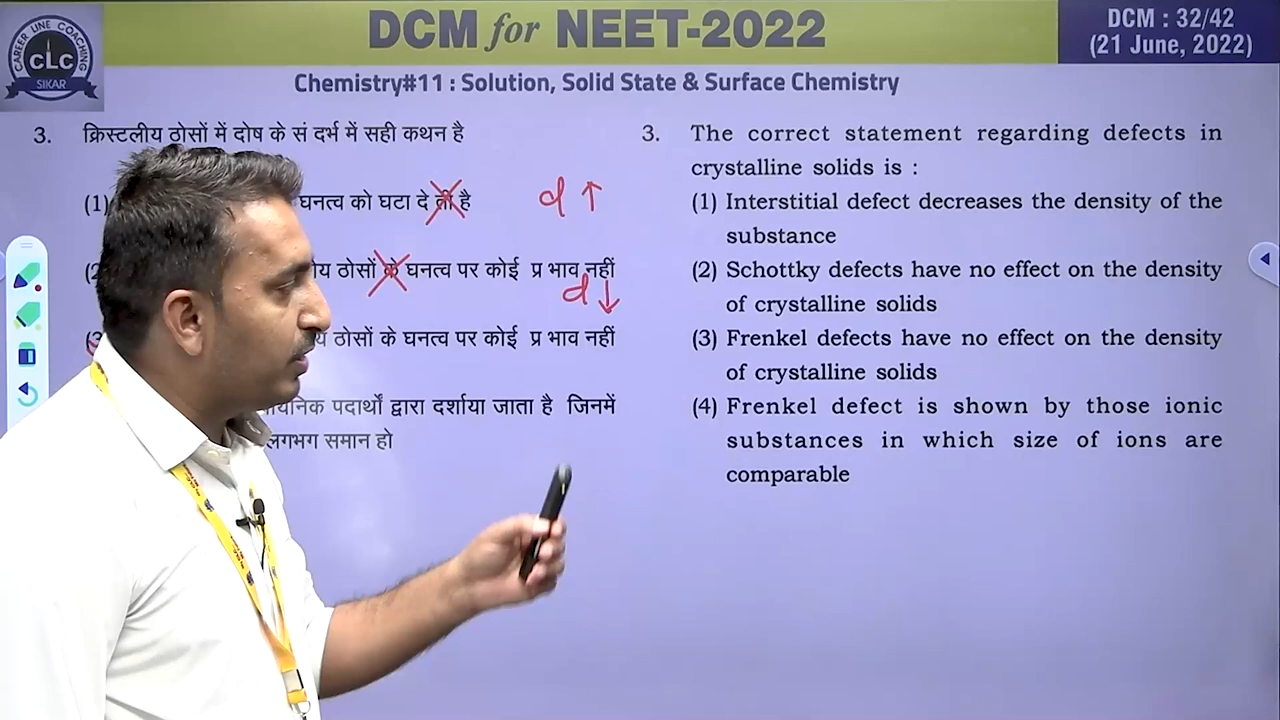 CAREER LINE COACHING
CLC
SIKAR
DCM for NEET-2022
DCM : 32/42
(21 June, 2022)
Chemistry#11 : Solution, Solid State & Surface Chemistry
3. क्रिस्टलीय ठोसों में दोष के सं दर्भ में सही कथन है
(1) घनत्व को घटा दे ती है d ↑
ठोसों के घनत्व पर कोई प्र भाव नहीं
d ↓
ठोसों के घनत्व पर कोई प्र भाव नहीं
पदार्थों द्वारा दर्शाया जाता है जिनमें
लगभग समान हो
3. The correct statement regarding defects in
crystalline solids is :
(1) Interstitial defect decreases the density of the
substance
(2) Schottky defects have no effect on the density
of crystalline solids
(3) Frenkel defects have no effect on the density
of crystalline solids
(4) Frenkel defect is shown by those ionic
substances in which size of ions are
comparable